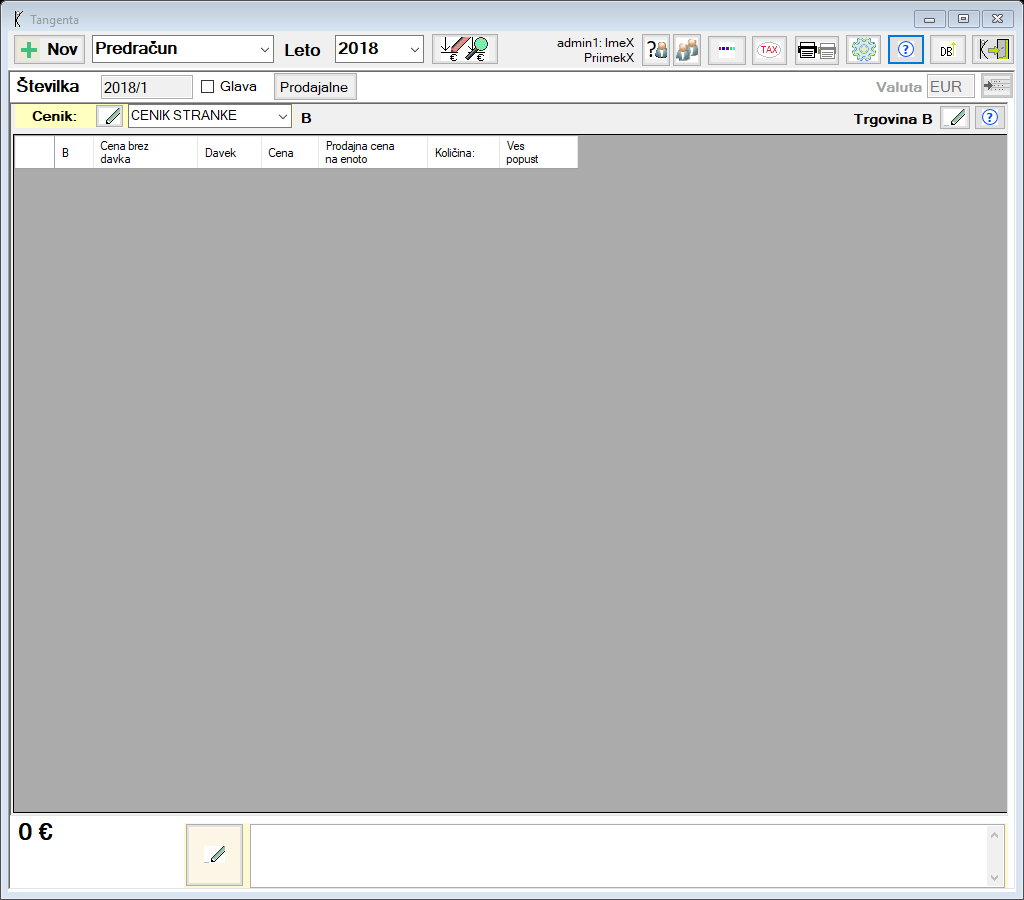 Tangenta
Nov
Predračun
Leto
2018
admin1: ImeX
PriimekX
TAX
DB
Številka
2018/1
Glava
Prodajalne
Valuta
EUR
Cenik:
CENIK STRANKE
B
Trgovina B
B
Cena brez
davka
Davek
Cena
Prodajna cena
na enoto
Količina:
Ves
popust
0 €